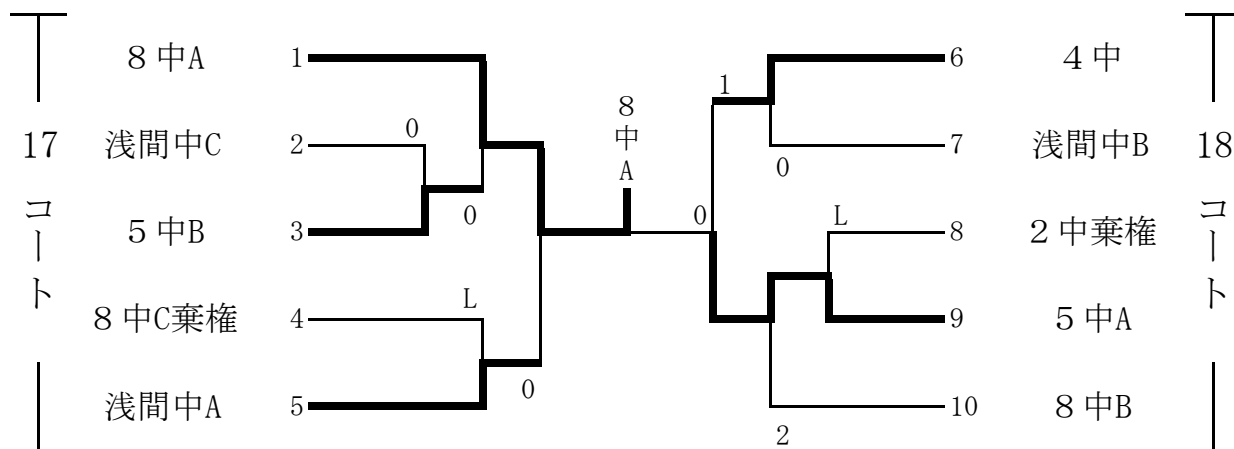 ８中A 1
浅間中C 2
５中B 3
８中C棄権 4
浅間中A 5
17
コート
0
0
L
0
８中A
0
1
0
L
2
6 ４中
7 浅間中B
8 ２中棄権
9 ５中A
10 ８中B
18
コート